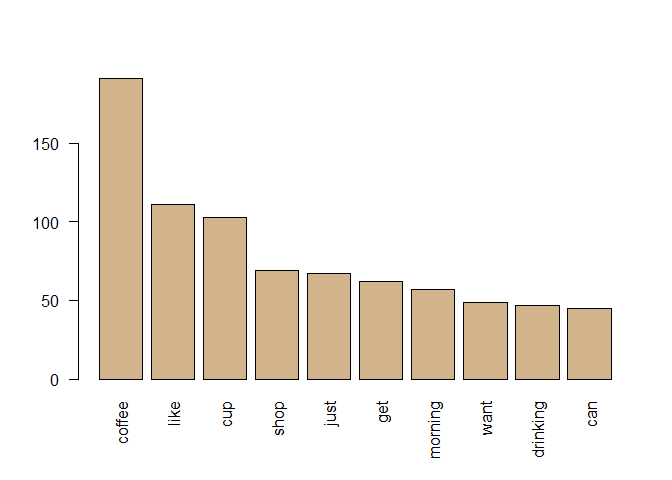 150
100
50
0
coffee
like
cup
shop
just
get
morning
want
drinking
can